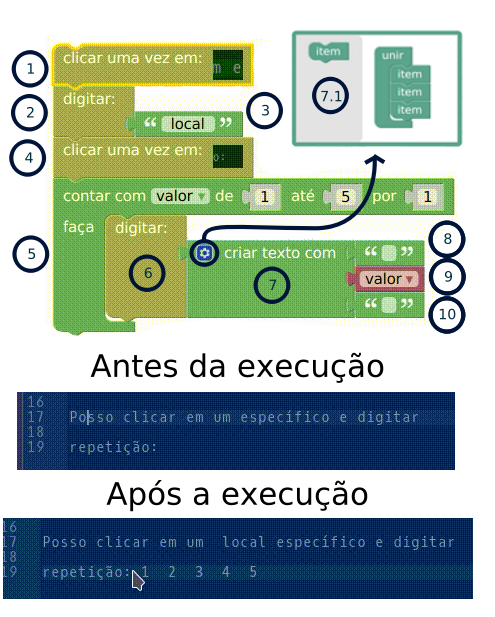 1 clicar uma vez em: m e
item
unir
item
7.1
item
item
2 digitar:
“ local ” 3
4 clicar uma vez em: o:
contar com valor ▾ de 1 até 5 por 1
5 faça digitar:
6
criar texto com “ ” 8
7 valor ▾ 9
“ ” 10
Antes da execução
16
17 Posso clicar em um específico e digitar
18
19 repetição:
Após a execução
16
17 Posso clicar em um  local específico e digitar
18
19 repetição: 1  2  3  4  5